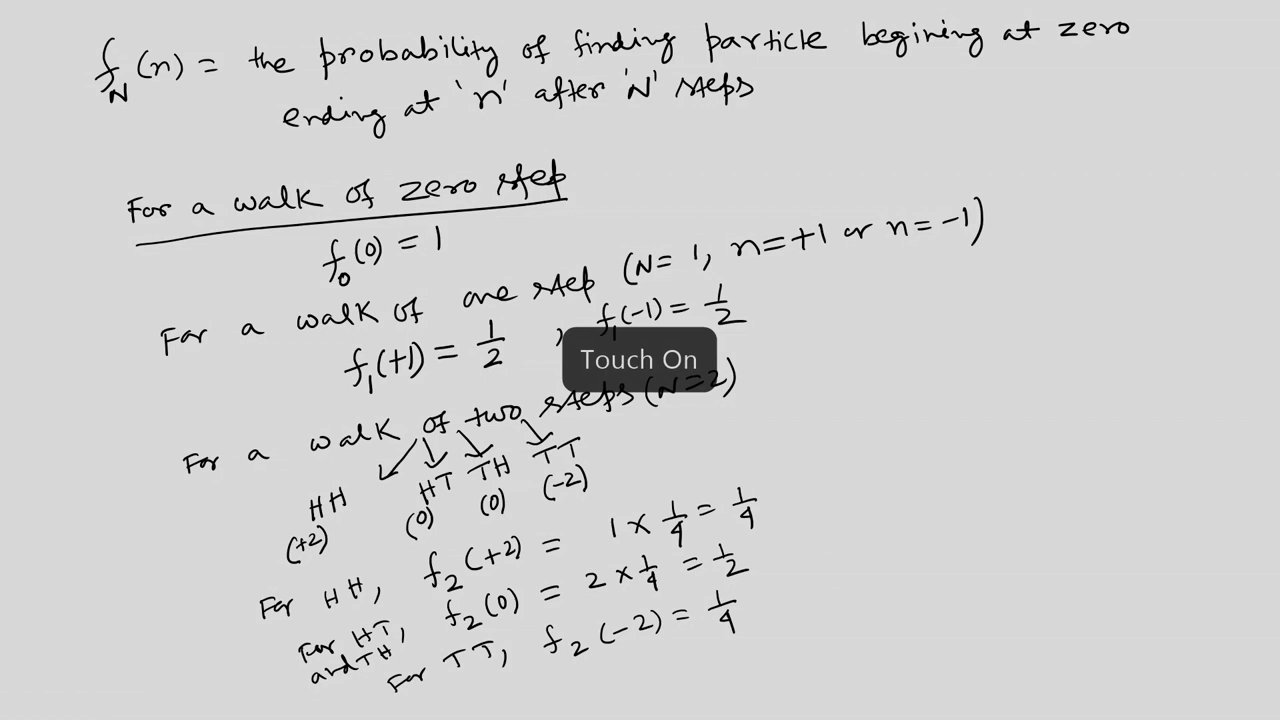 f_N(n) = the probability of finding particle begining at zero
ending at 'n' after 'N' steps
For a walk of zero step
f_0(0) = 1
For a walk of one step (N= 1, n=+1 or n= -1)
f_1(+1) = 1/2 , f_1(-1) = 1/2
Touch On
For a walk of two steps (N=2)
HH HT TH TT
(+2) (0) (0) (-2)
For HH, f_2(+2) = 1 × 1/4 = 1/4
For HT, and TH f_2(0) = 2 × 1/4 = 1/2
For TT, f_2(-2) = 1/4